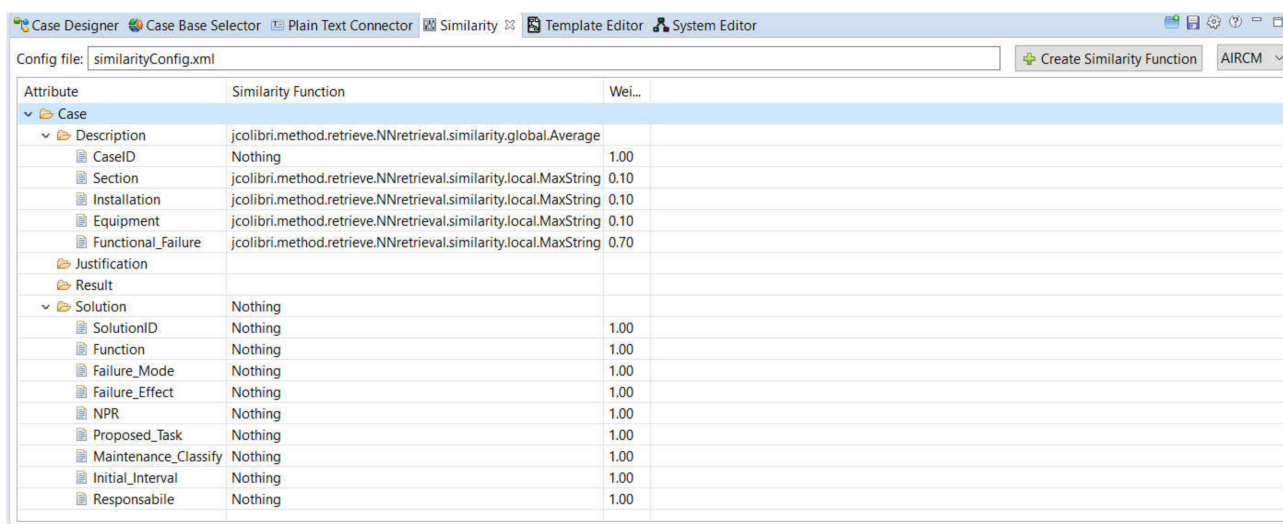 Case Designer Case Base Selector Plain Text Connector Similarity Template Editor System Editor
Config file: similarityConfig.xml Create Similarity Function AIRCM
Attribute Similarity Function Wei...
Case
Description jcolibri.method.retrieve.NNretrieval.similarity.global.Average
CaseID Nothing 1.00
Section jcolibri.method.retrieve.NNretrieval.similarity.local.MaxString 0.10
Installation jcolibri.method.retrieve.NNretrieval.similarity.local.MaxString 0.10
Equipment jcolibri.method.retrieve.NNretrieval.similarity.local.MaxString 0.10
Functional_Failure jcolibri.method.retrieve.NNretrieval.similarity.local.MaxString 0.70
Justification
Result
Solution Nothing
SolutionID Nothing 1.00
Function Nothing 1.00
Failure_Mode Nothing 1.00
Failure_Effect Nothing 1.00
NPR Nothing 1.00
Proposed_Task Nothing 1.00
Maintenance_Classify Nothing 1.00
Initial_Interval Nothing 1.00
Responsabile Nothing 1.00